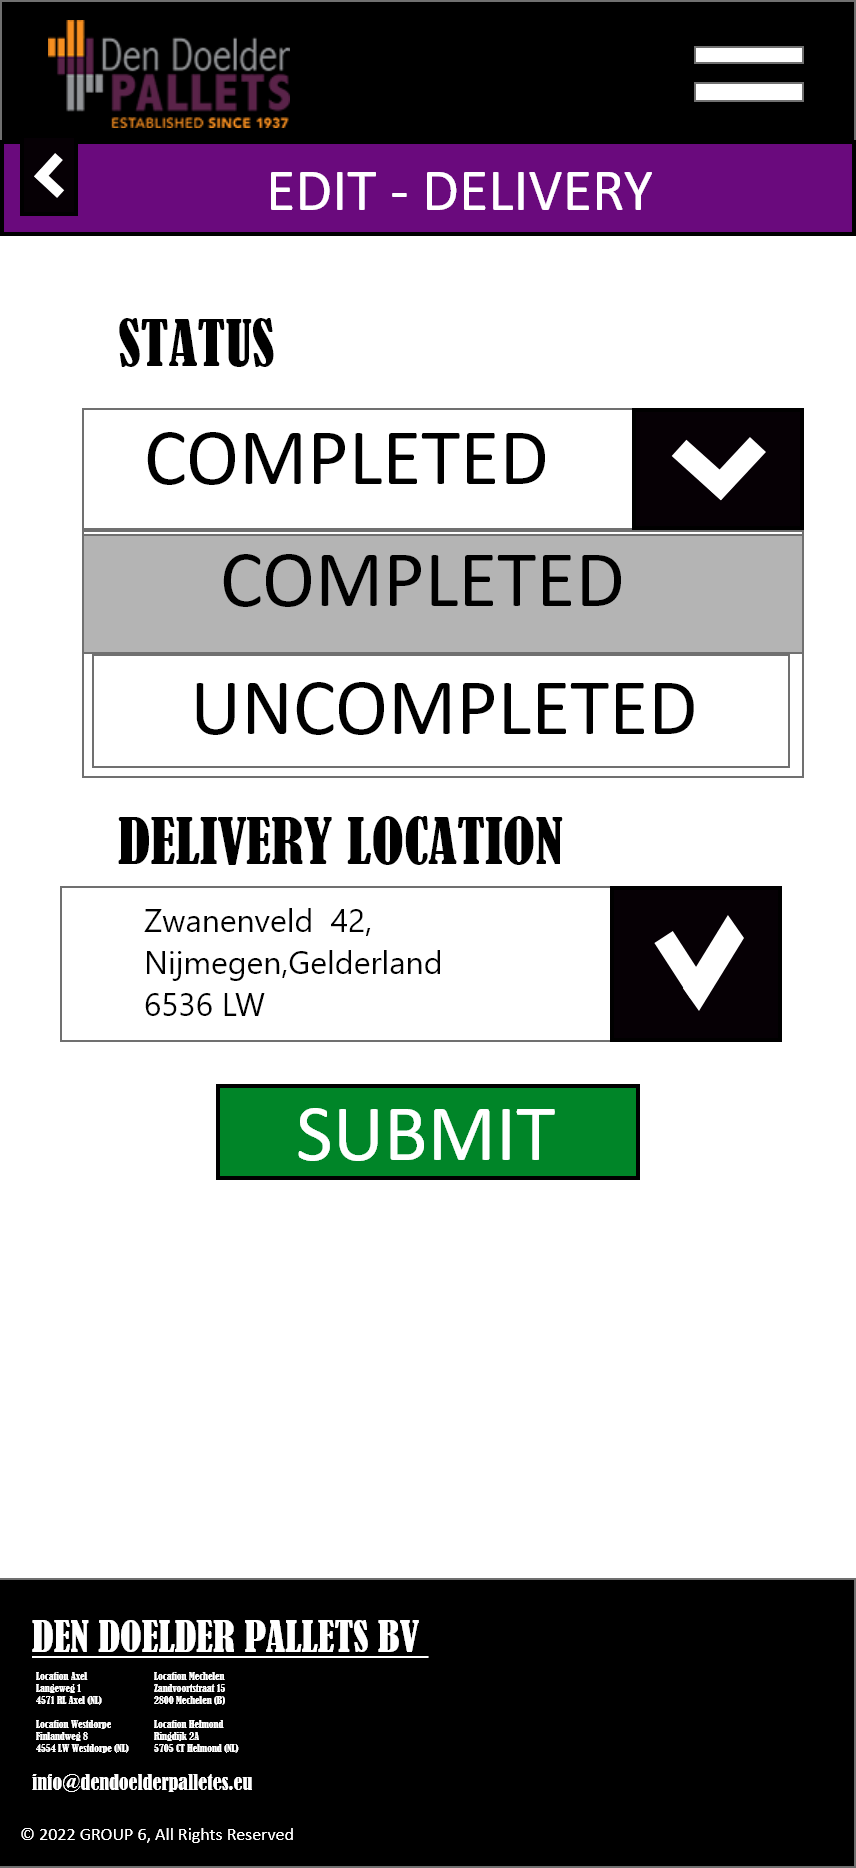 Den Doelder
PALLETS
ESTABLISHED SINCE 1937
EDIT - DELIVERY
STATUS
COMPLETED
COMPLETED
UNCOMPLETED
DELIVERY LOCATION
Zwanenveld  42,
Nijmegen,Gelderland
6536 LW
SUBMIT
DEN DOELDER PALLETS BV
Location Axel
Langeweg 1
4571 RL Axel (NL)
Location Mechelen
Zandvoortstraat 15
2800 Mechelen (B)
Location Westdorpe
Finlandweg 8
4554 LW Westdorpe (NL)
Location Helmond
Ringdijk 2A
5705 CT Helmond (NL)
info@dendoelderpalletes.eu
© 2022 GROUP 6, All Rights Reserved